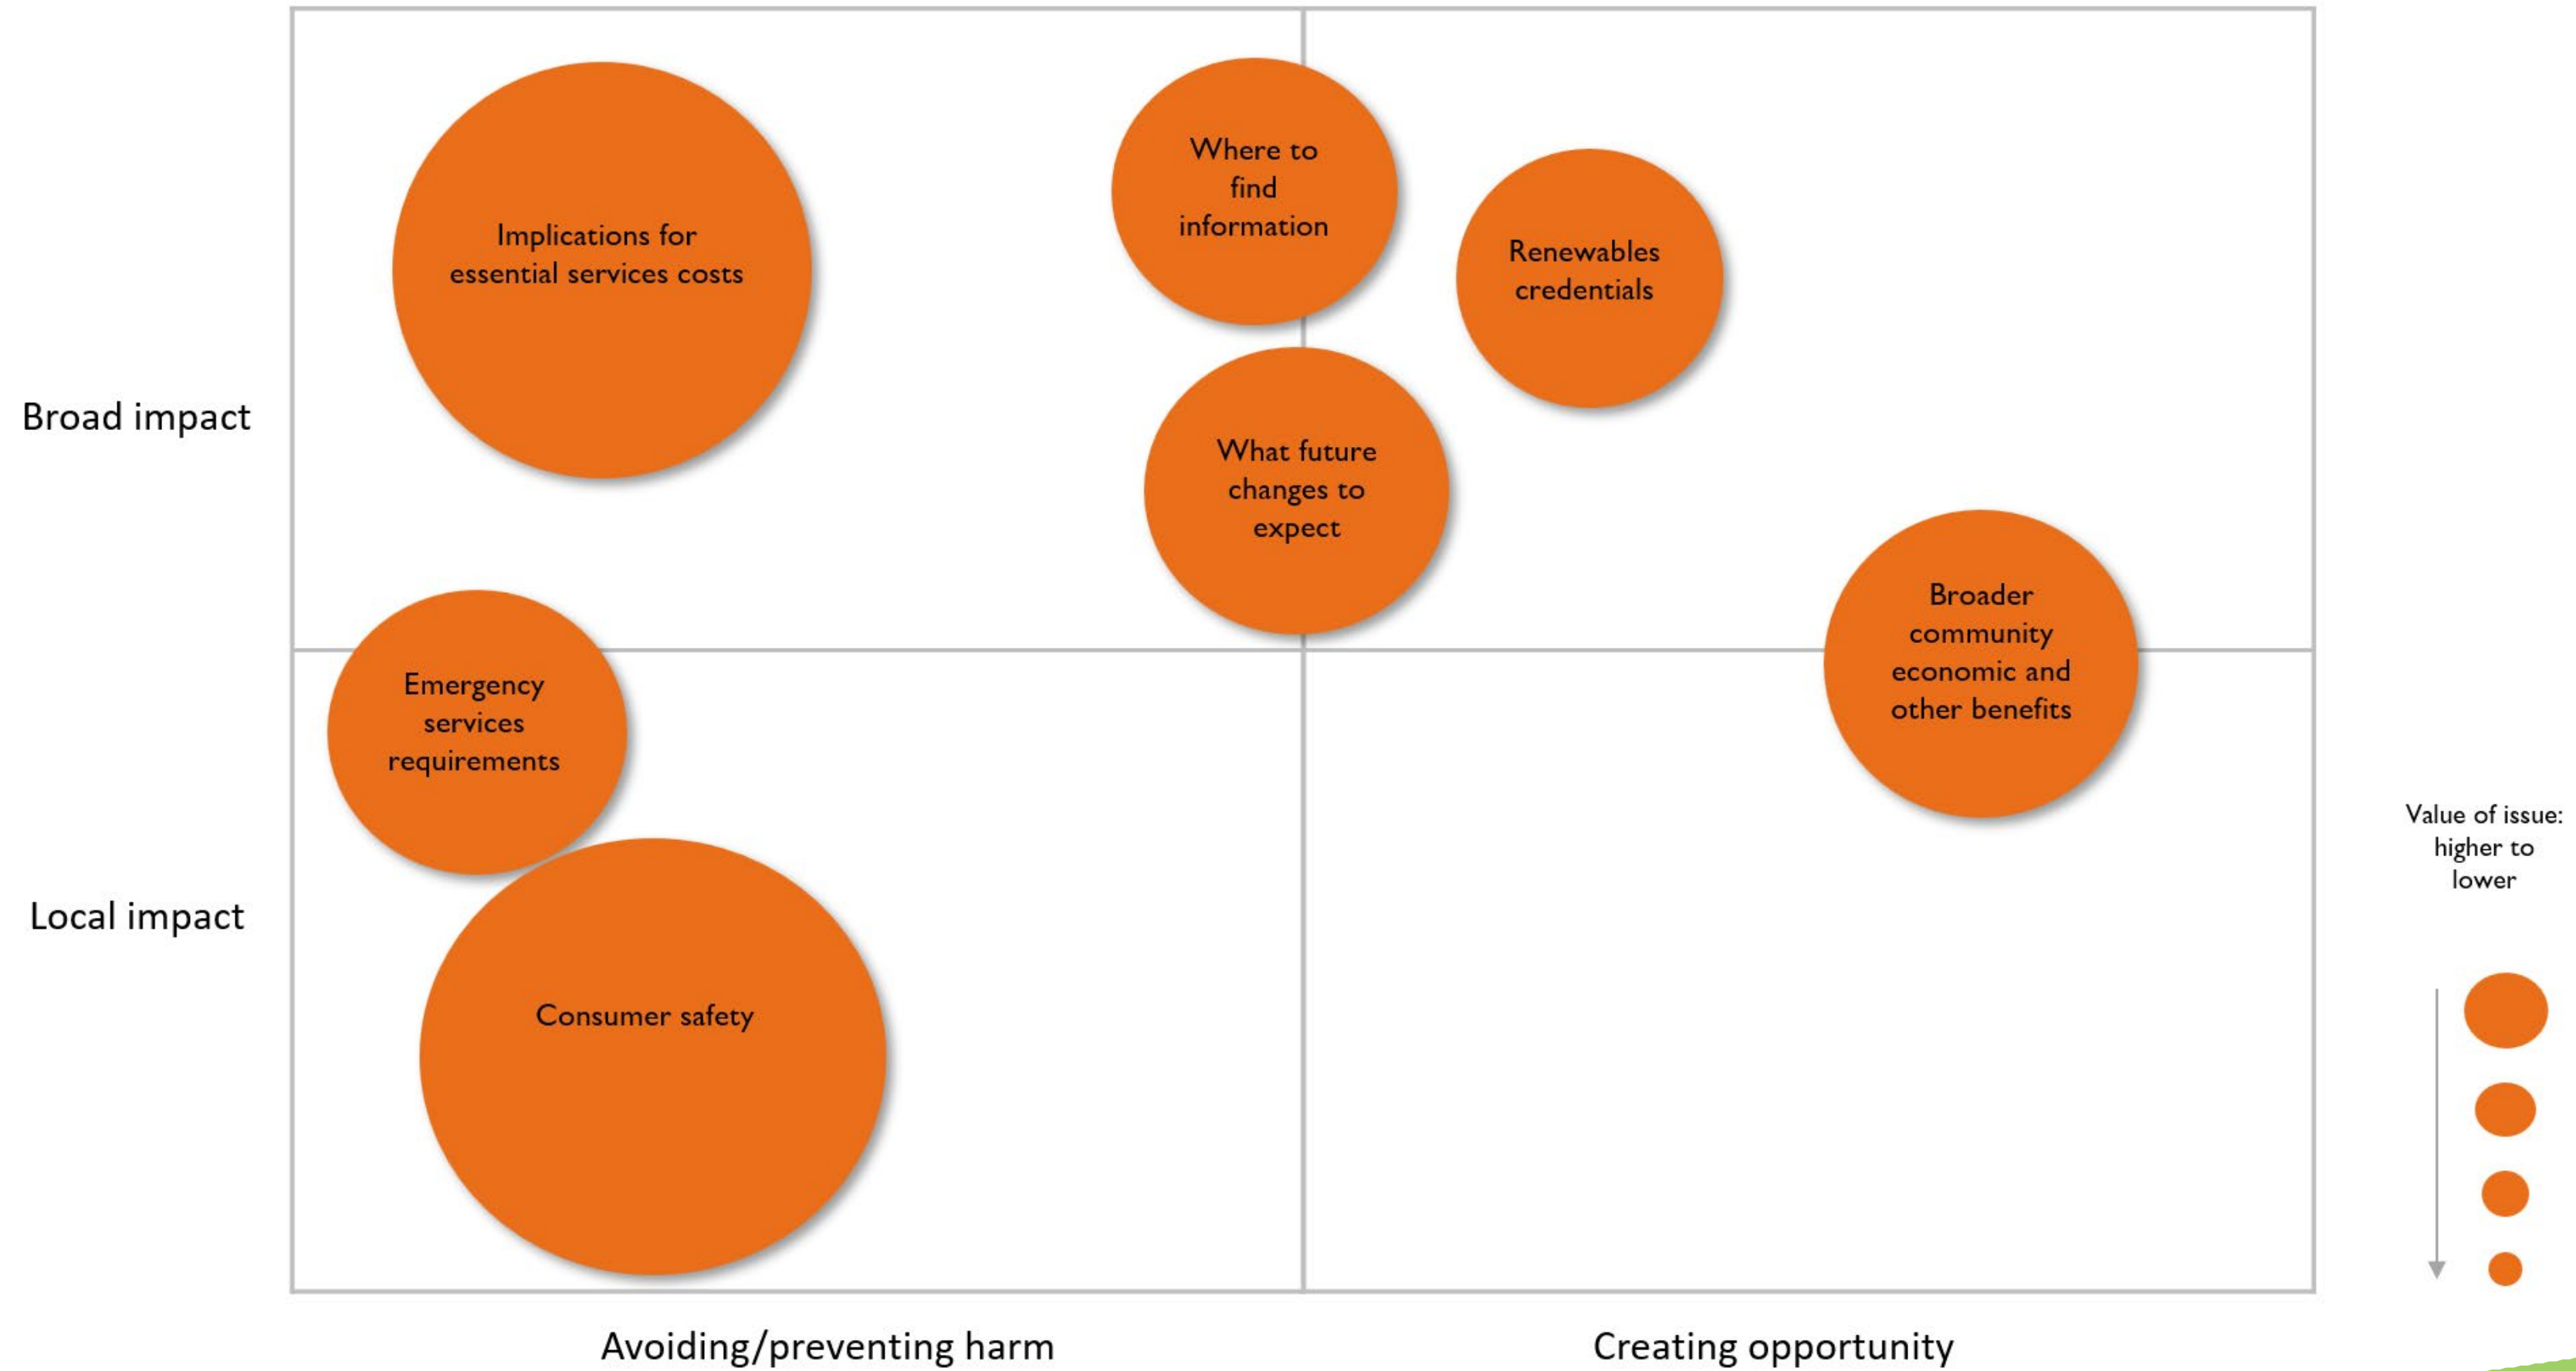 Implications for
essential services costs
Where to
find
information
Renewables
credentials
Broad impact
What future
changes to
expect
Broader
community
economic and
other benefits
Emergency
services
requirements
Local impact
Consumer safety
Value of issue:
higher to
lower
Avoiding/preventing harm
Creating opportunity